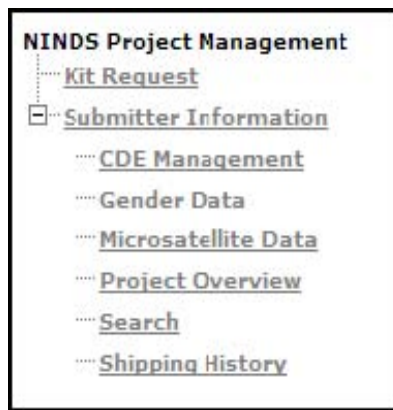 NINDS Project Management
Kit Request
Submitter Information
CDE Management
Gender Data
Microsatellite Data
Project Overview
Search
Shipping History